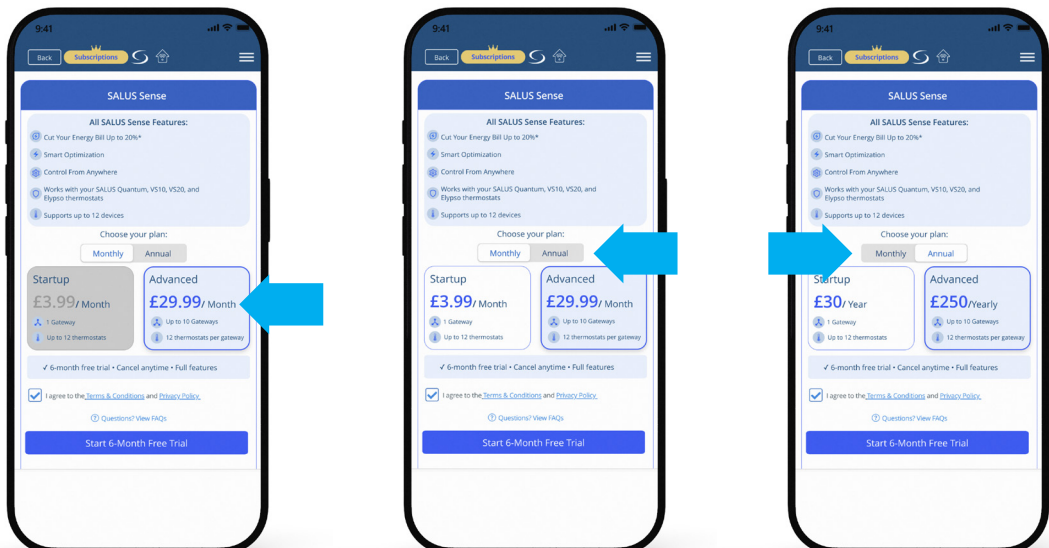 9:41
Back
Subscriptions
SALUS Sense
All SALUS Sense Features:
Cut Your Energy Bill Up to 20%*
Smart Optimization
Control From Anywhere
Works with your SALUS Quantum, VS10, VS20, and
Elypso thermostats
Supports up to 12 devices
Choose your plan:
Monthly Annual
Startup
£3.99/ Month
1 Gateway
Up to 12 thermostats
Advanced
£29.99/ Month
Up to 10 Gateways
12 thermostats per gateway
✓ 6-month free trial • Cancel anytime • Full features
I agree to the Terms & Conditions and Privacy Policy.
Questions? View FAQs
Start 6-Month Free Trial
9:41
Back
Subscriptions
SALUS Sense
All SALUS Sense Features:
Cut Your Energy Bill Up to 20%*
Smart Optimization
Control From Anywhere
Works with your SALUS Quantum, VS10, VS20, and
Elypso thermostats
Supports up to 12 devices
Choose your plan:
Monthly Annual
Startup
£3.99/ Month
1 Gateway
Up to 12 thermostats
Advanced
£29.99/ Month
Up to 10 Gateways
12 thermostats per gateway
✓ 6-month free trial • Cancel anytime • Full features
I agree to the Terms & Conditions and Privacy Policy.
Questions? View FAQs
Start 6-Month Free Trial
9:41
Back
Subscriptions
SALUS Sense
All SALUS Sense Features:
Cut Your Energy Bill Up to 20%*
Smart Optimization
Control From Anywhere
Works with your SALUS Quantum, VS10, VS20, and
Elypso thermostats
Supports up to 12 devices
Choose your plan:
Monthly Annual
Startup
£30/ Year
1 Gateway
Up to 12 thermostats
Advanced
£250/Yearly
Up to 10 Gateways
12 thermostats per gateway
✓ 6-month free trial • Cancel anytime • Full features
I agree to the Terms & Conditions and Privacy Policy.
Questions? View FAQs
Start 6-Month Free Trial